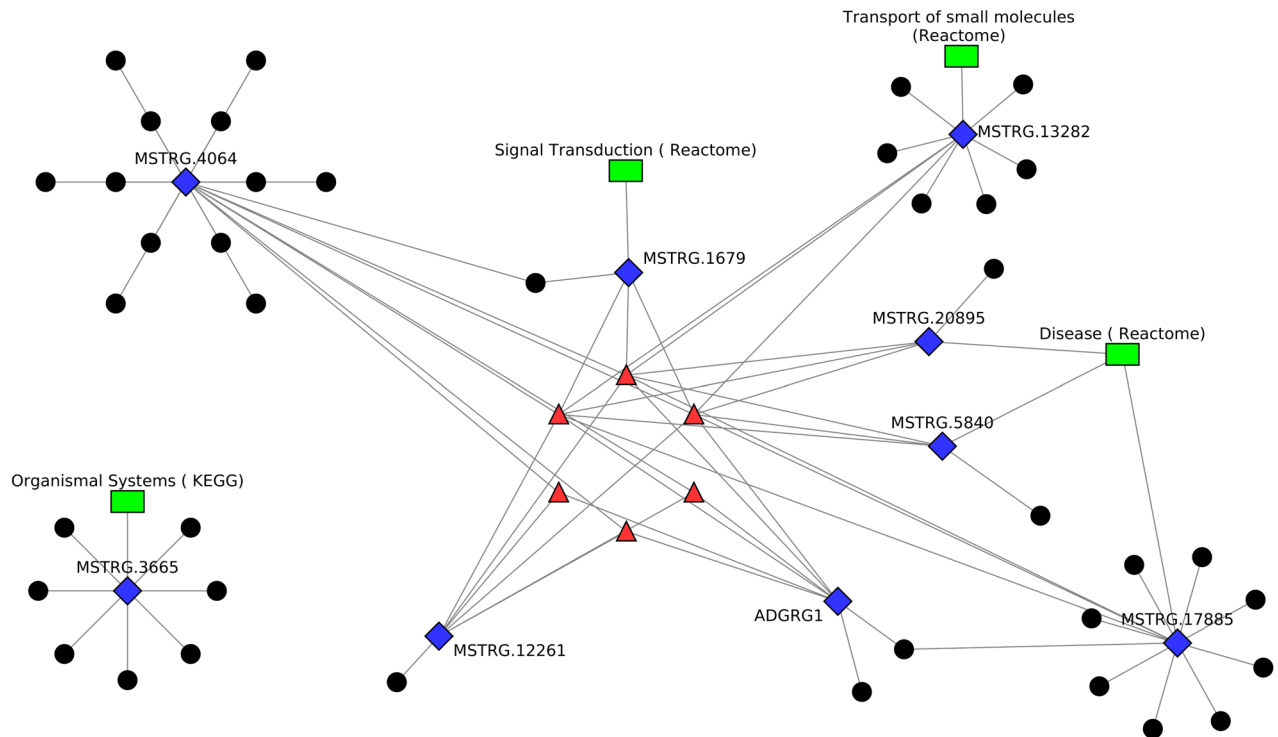 Transport of small molecules
(Reactome)
MSTRG.13282
Signal Transduction ( Reactome)
MSTRG.4064
MSTRG.1679
MSTRG.20895
Disease ( Reactome)
MSTRG.5840
Organismal Systems ( KEGG)
MSTRG.3665
ADGRG1
MSTRG.17885
MSTRG.12261